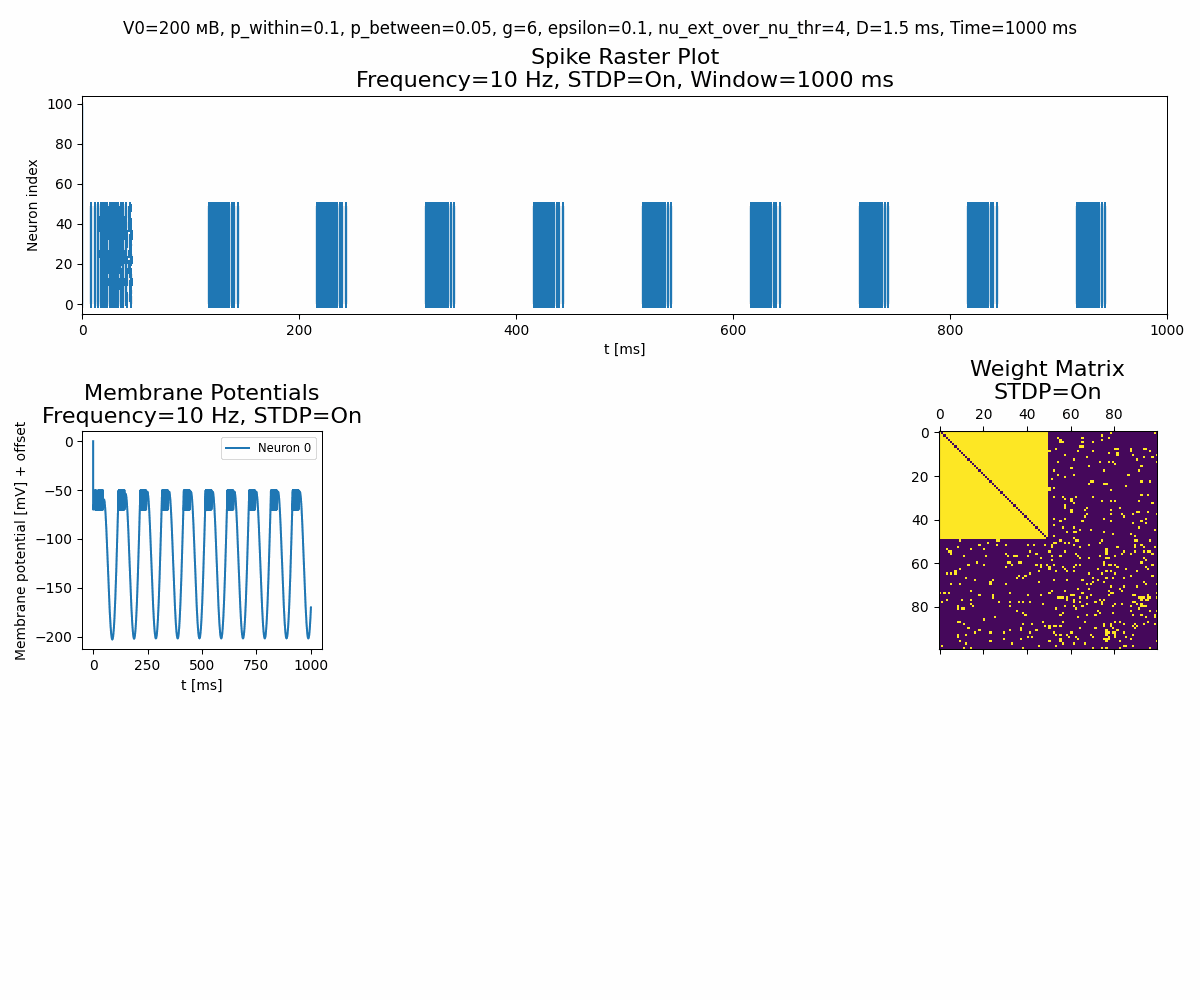 V0=200 мВ, p_within=0.1, p_between=0.05, g=6, epsilon=0.1, nu_ext_over_nu_thr=4, D=1.5 ms, Time=1000 ms
Spike Raster Plot
Frequency=10 Hz, STDP=On, Window=1000 ms
100
80
60
40
20
0
Neuron index
0 200 400 600 800 1000
t [ms]
Membrane Potentials
Frequency=10 Hz, STDP=On
0
−50
−100
−150
−200
Membrane potential [mV] + offset
Neuron 0
0 250 500 750 1000
t [ms]
Weight Matrix
STDP=On
0 20 40 60 80
0
20
40
60
80